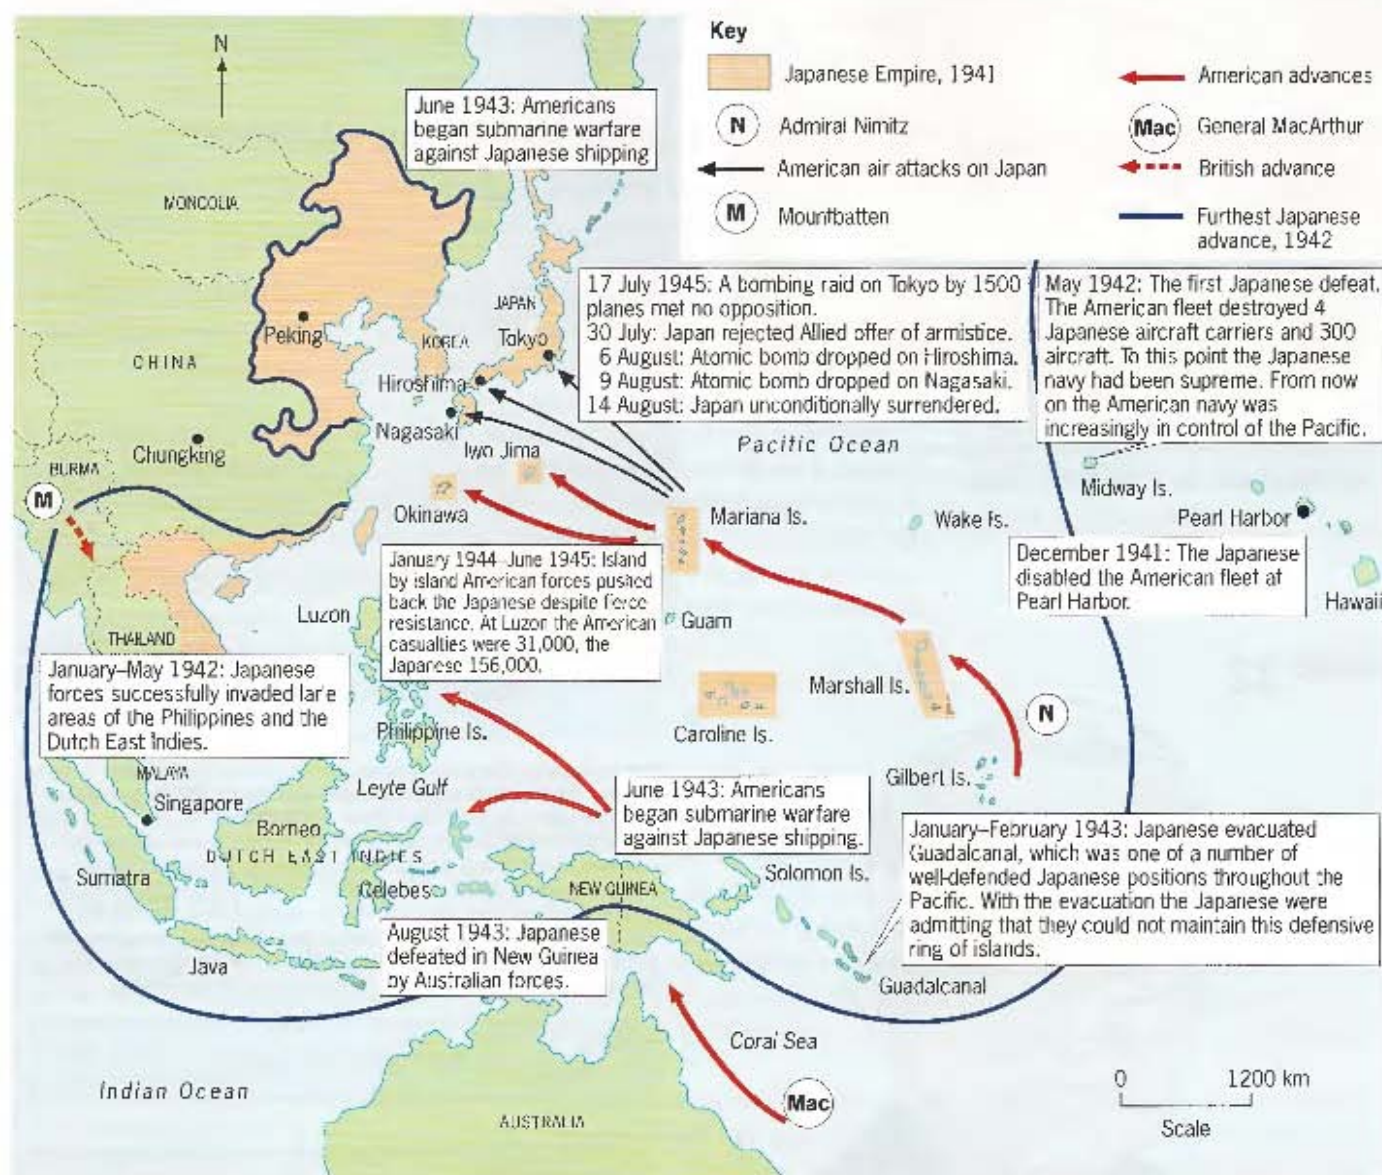 N
Key
Japanese Empire, 1941
American advances
N
Admiral Nimitz
Mac
General MacArthur
American air attacks on Japan
British advance
M
Mountbatten
Furthest Japanese
advance, 1942
June 1943: Americans
began submarine warfare
against Japanese shipping
MONGOLIA
17 July 1945: A bombing raid on Tokyo by 1500
planes met no opposition.
30 July: Japan rejected Allied offer of armistice.
6 August: Atomic bomb dropped on Hiroshima.
9 August: Atomic bomb dropped on Nagasaki.
14 August: Japan unconditionally surrendered.
May 1942: The first Japanese defeat.
The American fleet destroyed 4
Japanese aircraft carriers and 300
aircraft. To this point the Japanese
navy had been supreme. From now
on the American navy was
increasingly in control of the Pacific.
JAPAN
Peking
KOREA
Tokyo
CHINA
Hiroshima
Nagasaki
Pacific Ocean
Chungking
Iwo Jima
BURMA
M
Midway Is.
Okinawa
Mariana Is.
Wake Is.
Pearl Harbor
December 1941: The Japanese
disabled the American fleet at
Pearl Harbor.
Hawaii
January 1944–June 1945: Island
by island American forces pushed
back the Japanese despite fierce
resistance. At Luzon the American
casualties were 31,000, the
Japanese 156,000.
Luzon
Guam
THAILAND
January–May 1942: Japanese
forces successfully invaded lar e
areas of the Philippines and the
Dutch East Indies.
Marshall Is.
N
Philippine Is.
Caroline Is.
MALAYA
Singapore
Leyte Gulf
Gilbert Is.
June 1943: Americans
began submarine warfare
against Japanese shipping.
Borneo
DUTCH EAST INDIES
January–February 1943: Japanese evacuated
Guadalcanal, which was one of a number of
well-defended Japanese positions throughout the
Pacific. With the evacuation the Japanese were
admitting that they could not maintain this defensive
ring of islands.
Sumatra
Celebes
NEW GUINEA
Solomon Is.
August 1943: Japanese
defeated in New Guinea
by Australian forces.
Java
Guadalcanal
Coral Sea
Indian Ocean
Mac
AUSTRALIA
0 1200 km
Scale